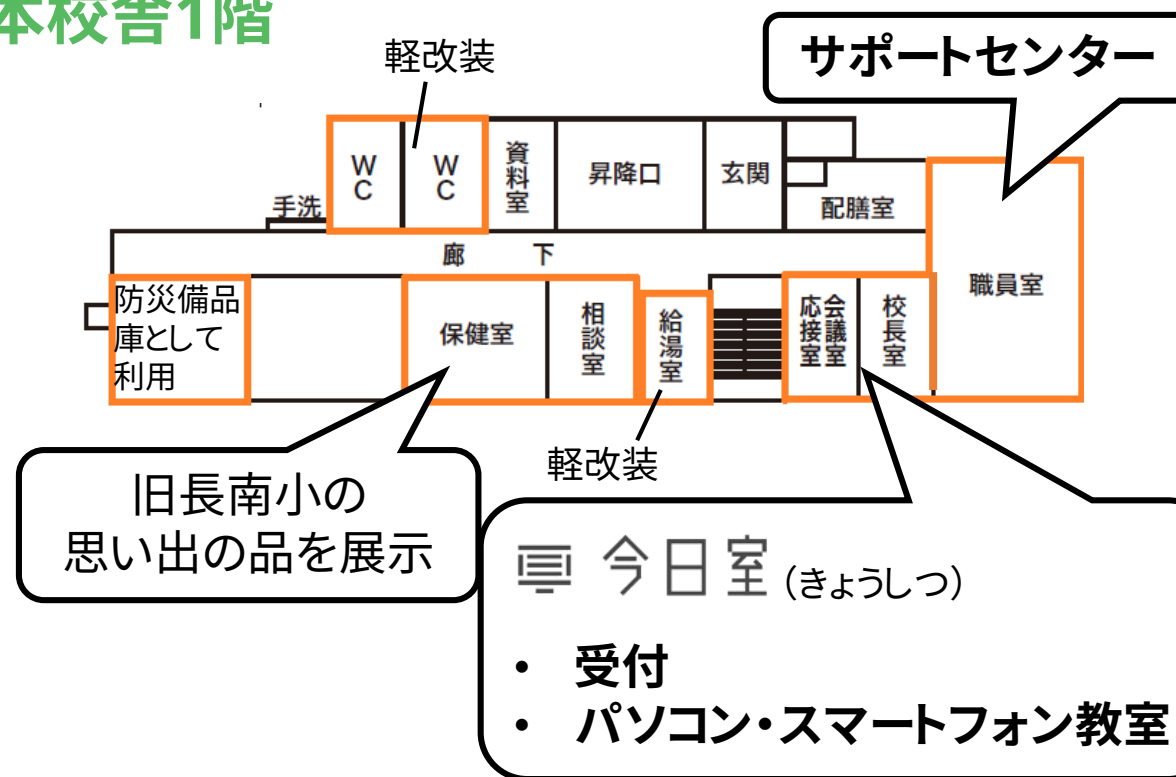 本校舎1階
軽改装
サポートセンター
WC
WC
資料室
昇降口
玄関
手洗
配膳室
廊　下
職員室
防災備品
庫として
利用
保健室
相談室
給湯室
会議室
応接室
校長室
軽改装
旧長南小の
思い出の品を展示
今日室(きょうしつ)
・ 受付
・ パソコン・スマートフォン教室